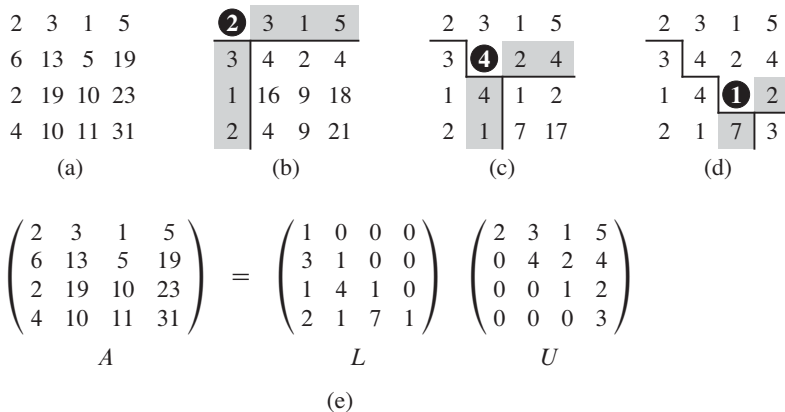 2 3 1 5
6 13 5 19
2 19 10 23
4 10 11 31
(a)
2 3 1 5
3 4 2 4
1 16 9 18
2 4 9 21
(b)
2 3 1 5
3 4 2 4
1 4 1 2
2 1 7 17
(c)
2 3 1 5
3 4 2 4
1 4 1 2
2 1 7 3
(d)
2 3 1 5
6 13 5 19
2 19 10 23
4 10 11 31
A
=
1 0 0 0
3 1 0 0
1 4 1 0
2 1 7 1
L
2 3 1 5
0 4 2 4
0 0 1 2
0 0 0 3
U
(e)